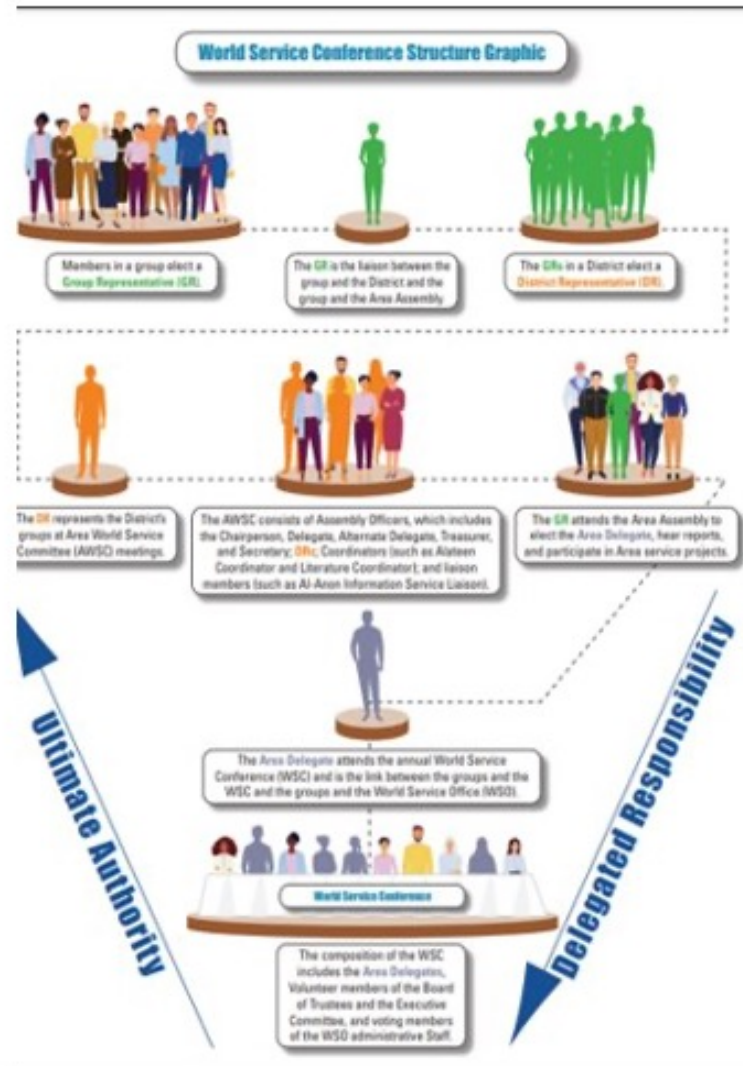 World Service Conference Structure Graphic
Members in a group elect a
Group Representative (GR).
The GR is the liaison between the
group and the District and the
group and the Area Assembly.
The GRs in a District elect a
District Representative (DR).
The DR represents the District's
groups at Area World Service
Committee (AWSC) meetings.
The AWSC consists of Assembly Officers, which includes
the Chairperson, Delegate, Alternate Delegate, Treasurer,
and Secretary; DRs; Coordinators (such as Alateen
Coordinator and Literature Coordinator); and liaison
members (such as Al-Anon Information Service Liaison).
The GR attends the Area Assembly to
elect the Area Delegate, hear reports,
and participate in Area service projects.
The Area Delegate attends the annual World Service
Conference (WSC) and is the link between the groups and the
WSC and the groups and the World Service Office (WSO).
Ultimate Authority
Delegated Responsibility
World Service Conference
The composition of the WSC
includes the Area Delegates,
Volunteer members of the Board
of Trustees and the Executive
Committee, and voting members
of the WSO administrative Staff.